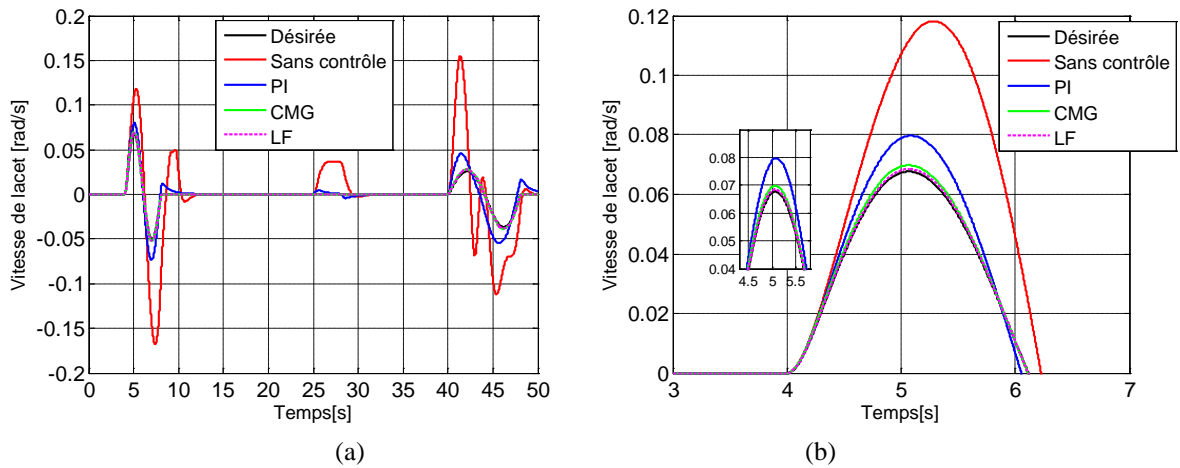 0.2
0.15
0.1
0.05
0
-0.05
-0.1
-0.15
-0.2
Vitesse de lacet [rad/s]
0 5 10 15 20 25 30 35 40 45 50
Temps[s]
Désirée
Sans contrôle
PI
CMG
LF
(a)
0.12
0.1
0.08
0.06
0.04
0.02
0
Vitesse de lacet [rad/s]
3 4 5 6 7
Temps[s]
Désirée
Sans contrôle
PI
CMG
LF
0.08
0.07
0.06
0.05
0.04
4.5 5 5.5
(b)